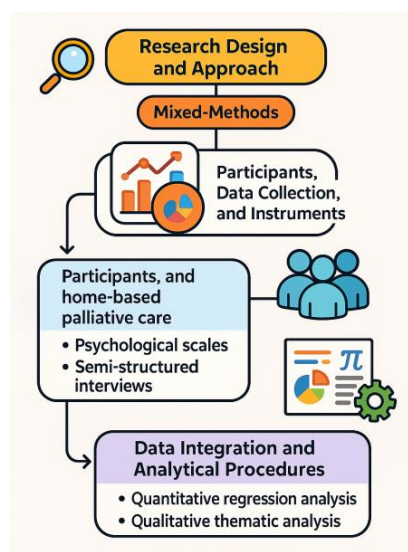 Research Design
and Approach
Mixed-Methods
Participants,
Data Collection,
and Instruments
Participants, and
home-based
palliative care
• Psychological scales
• Semi-structured
interviews
π
Data Integration and
Analytical Procedures
• Quantitative regression analysis
• Qualitative thematic analysis